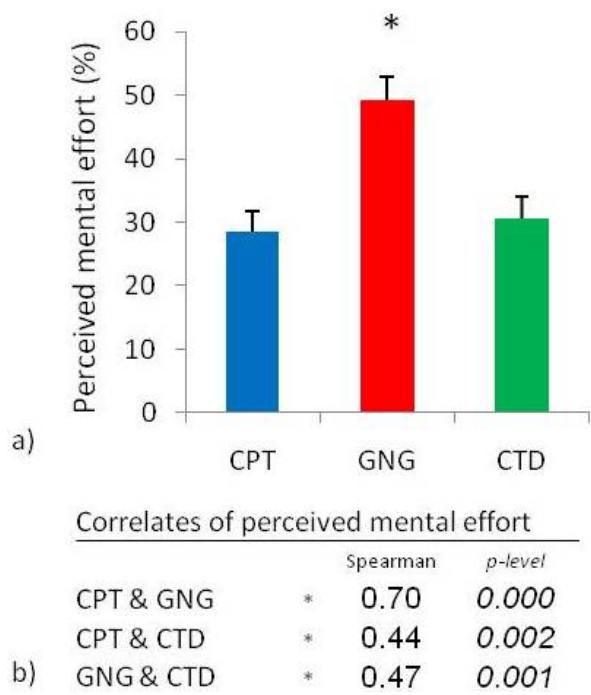 Perceived mental effort (%)
60
*
50
40
30
20
10
0
CPT GNG CTD
a)
Correlates of perceived mental effort
Spearman p-level
CPT & GNG * 0.70 0.000
CPT & CTD * 0.44 0.002
b) GNG & CTD * 0.47 0.001